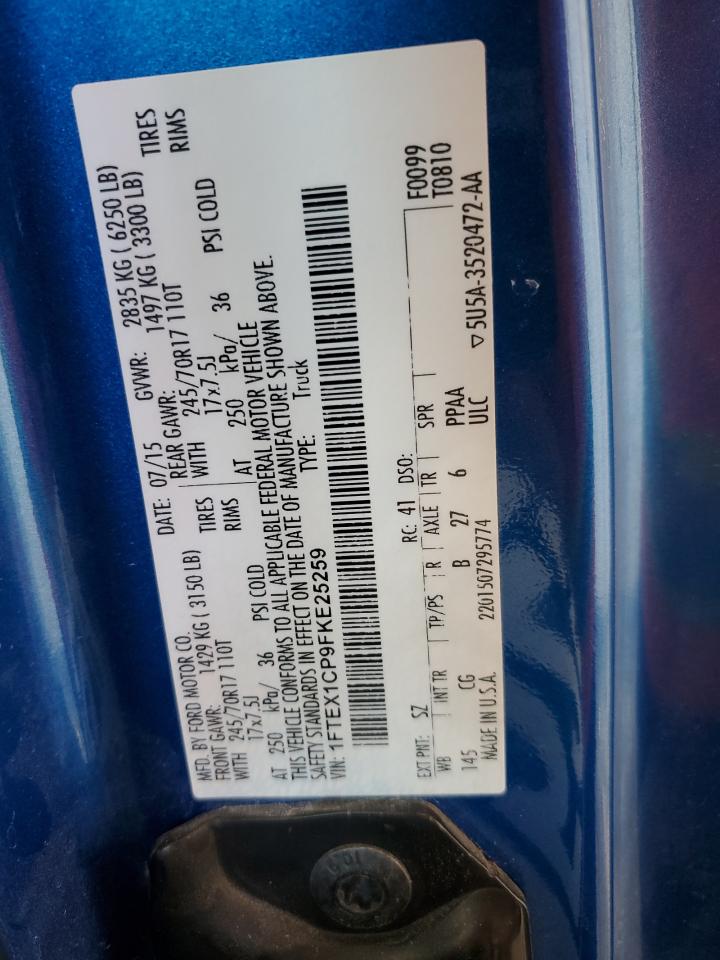 MFD. BY FORD MOTOR CO. DATE: 07/15 GVWR: 2835 KG ( 6250 LB)
FRONT GAWR: 1429 KG ( 3150 LB) REAR GAWR: 1497 KG ( 3300 LB)
WITH 245/70R17 110T TIRES WITH 245/70R17 110T TIRES
17x7.5J RIMS 17x7.5J RIMS
AT 250 kPa/ 36 PSI COLD AT 250 kPa/ 36 PSI COLD
THIS VEHICLE CONFORMS TO ALL APPLICABLE FEDERAL MOTOR VEHICLE
SAFETY STANDARDS IN EFFECT ON THE DATE OF MANUFACTURE SHOWN ABOVE.
VIN: 1FTEX1CP9FKE25259 TYPE: Truck
F0099
T0810
EXT PNT: SZ RC: 41 DSO:
WB INT TR TP/PS R AXLE TR SPR
145 CG B 27 6 PPAA
ULC
MADE IN U.S.A. 2201507295774 ▽5U5A-3520472-AA